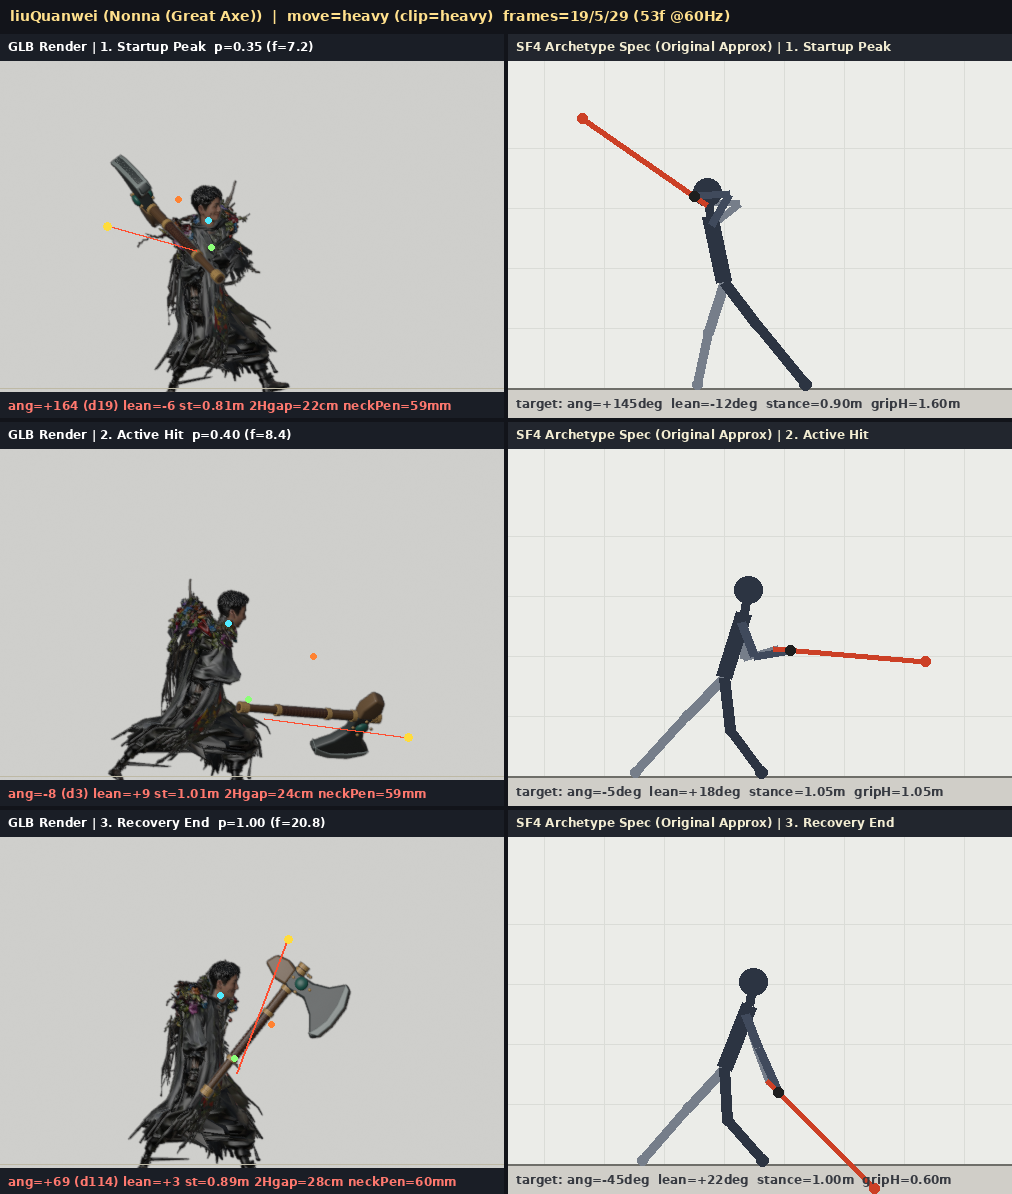 liuQuanwei (Nonna (Great Axe)) | move=heavy (clip=heavy) frames=19/5/29 (53f @60Hz)
GLB Render | 1. Startup Peak p=0.35 (f=7.2)
SF4 Archetype Spec (Original Approx) | 1. Startup Peak
ang=+164 (d19) lean=-6 st=0.81m 2Hgap=22cm neckPen=59mm
target: ang=+145deg lean=-12deg stance=0.90m gripH=1.60m
GLB Render | 2. Active Hit p=0.40 (f=8.4)
SF4 Archetype Spec (Original Approx) | 2. Active Hit
ang=-8 (d3) lean=+9 st=1.01m 2Hgap=24cm neckPen=59mm
target: ang=-5deg lean=+18deg stance=1.05m gripH=1.05m
GLB Render | 3. Recovery End p=1.00 (f=20.8)
SF4 Archetype Spec (Original Approx) | 3. Recovery End
ang=+69 (d114) lean=+3 st=0.89m 2Hgap=28cm neckPen=60mm
target: ang=-45deg lean=+22deg stance=1.00m gripH=0.60m